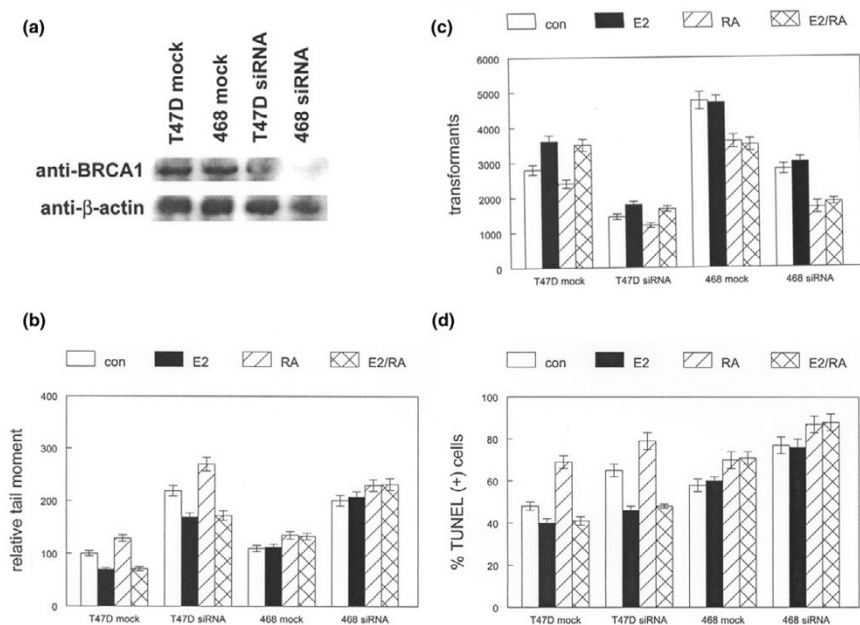 (a)
T47D mock
468 mock
T47D siRNA
468 siRNA
anti-BRCA1
anti-β-actin
(b)
con E2 RA E2/RA
relative tail moment
400
300
200
100
0
T47D mock T47D siRNA 468 mock 468 siRNA
(c)
con E2 RA E2/RA
transformants
6000
5000
4000
3000
2000
1000
0
T47D mock T47D siRNA 468 mock 468 siRNA
(d)
con E2 RA E2/RA
% TUNEL (+) cells
100
80
60
40
20
0
T47D mock T47D siRNA 468 mock 468 siRNA